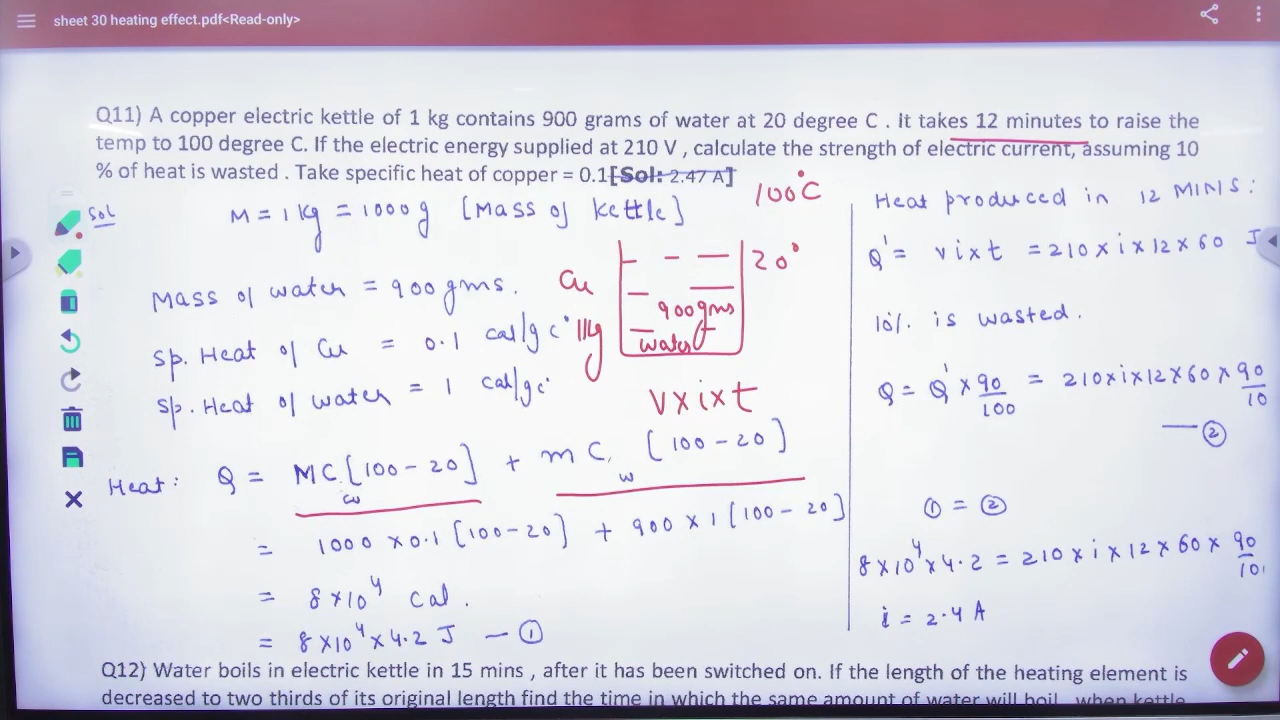 sheet 30 heating effect.pdf<Read-only>
Q11) A copper electric kettle of 1 kg contains 900 grams of water at 20 degree C . It takes 12 minutes to raise the
temp to 100 degree C. If the electric energy supplied at 210 V , calculate the strength of electric current, assuming 10
% of heat is wasted . Take specific heat of copper = 0.1[Sol: 2.47 A]
Sol
M = 1 kg = 1000 g [Mass of kettle]
100°C
Mass of water = 900 gms.
Cu
20°
900gms
water
1kg
sp. Heat of Cu = 0.1 cal/g c°
sp. Heat of water = 1 cal/g c°
V x i x t
Heat: Q = MCcu [100 - 20] + m Cw [100 - 20]
= 1000 x 0.1 [100 - 20] + 900 x 1 [100 - 20]
= 8 x 10⁴ cal.
= 8 x 10⁴ x 4.2 J — ①
Heat produced in 12 MINS :
Q' = v i x t = 210 x i x 12 x 60 J
10% is wasted.
Q = Q' x 90/100 = 210 x i x 12 x 60 x 90/10
— ②
① = ②
8 x 10⁴ x 4.2 = 210 x i x 12 x 60 x 90/10
i = 2.4 A
Q12) Water boils in electric kettle in 15 mins , after it has been switched on. If the length of the heating element is
decreased to two thirds of its original length find the time in which the same amount of water will boil , when kettle